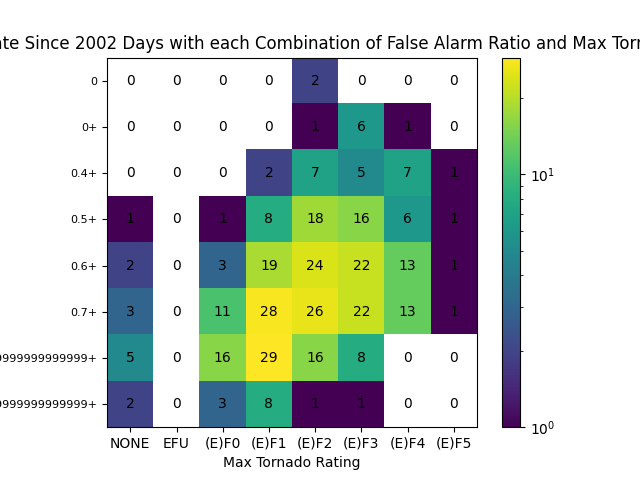 te Since 2002 Days with each Combination of False Alarm Ratio and Max Torn
0 0 0 0 0 2 0 0 0
0+ 0 0 0 0 1 6 1 0
0.4+ 0 0 0 2 7 5 7 1
0.5+ 1 0 1 8 18 16 6 1
0.6+ 2 0 3 19 24 22 13 1
0.7+ 3 0 11 28 26 22 13 1
9999999999999+ 5 0 16 29 16 8 0 0
9999999999999+ 2 0 3 8 1 1 0 0
NONE EFU (E)F0 (E)F1 (E)F2 (E)F3 (E)F4 (E)F5
Max Tornado Rating
10¹
10⁰